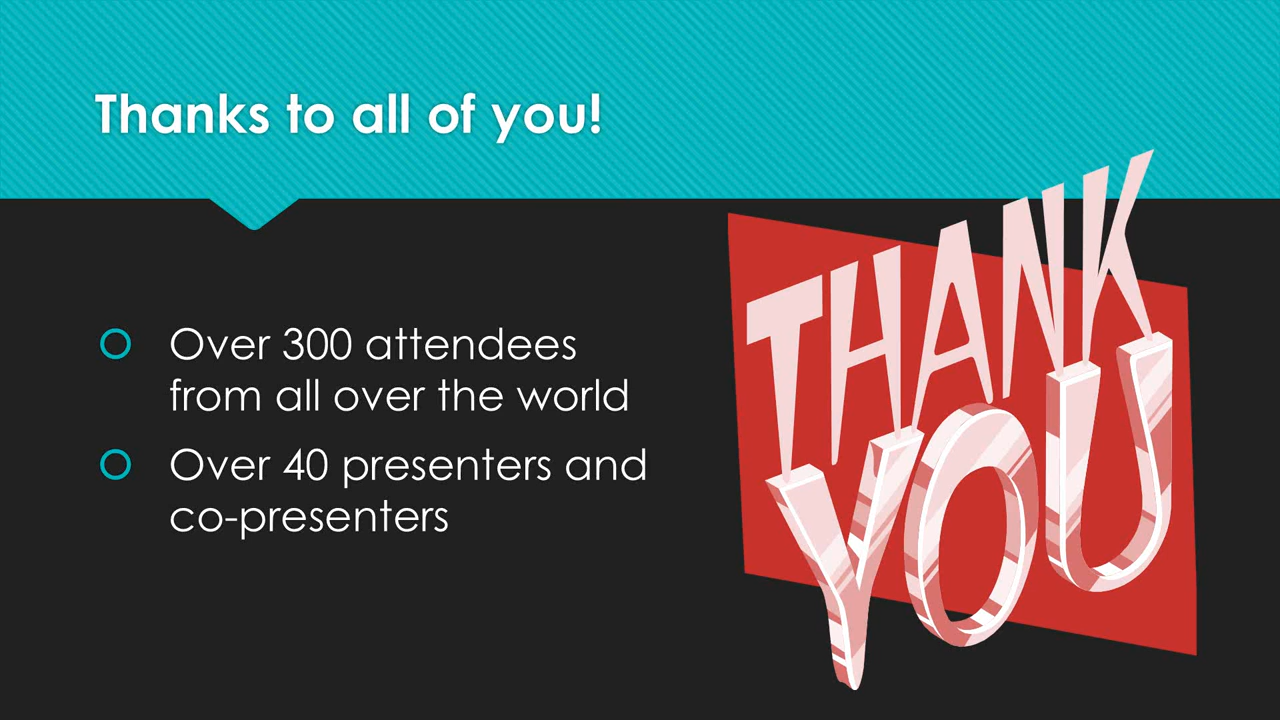 Thanks to all of you!
Over 300 attendees
from all over the world
Over 40 presenters and
co-presenters
THANK
YOU